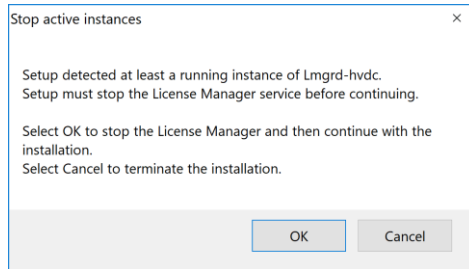 Stop active instances
Setup detected at least a running instance of Lmgrd-hvdc.
Setup must stop the License Manager service before continuing.
Select OK to stop the License Manager and then continue with the
installation.
Select Cancel to terminate the installation.
OK
Cancel